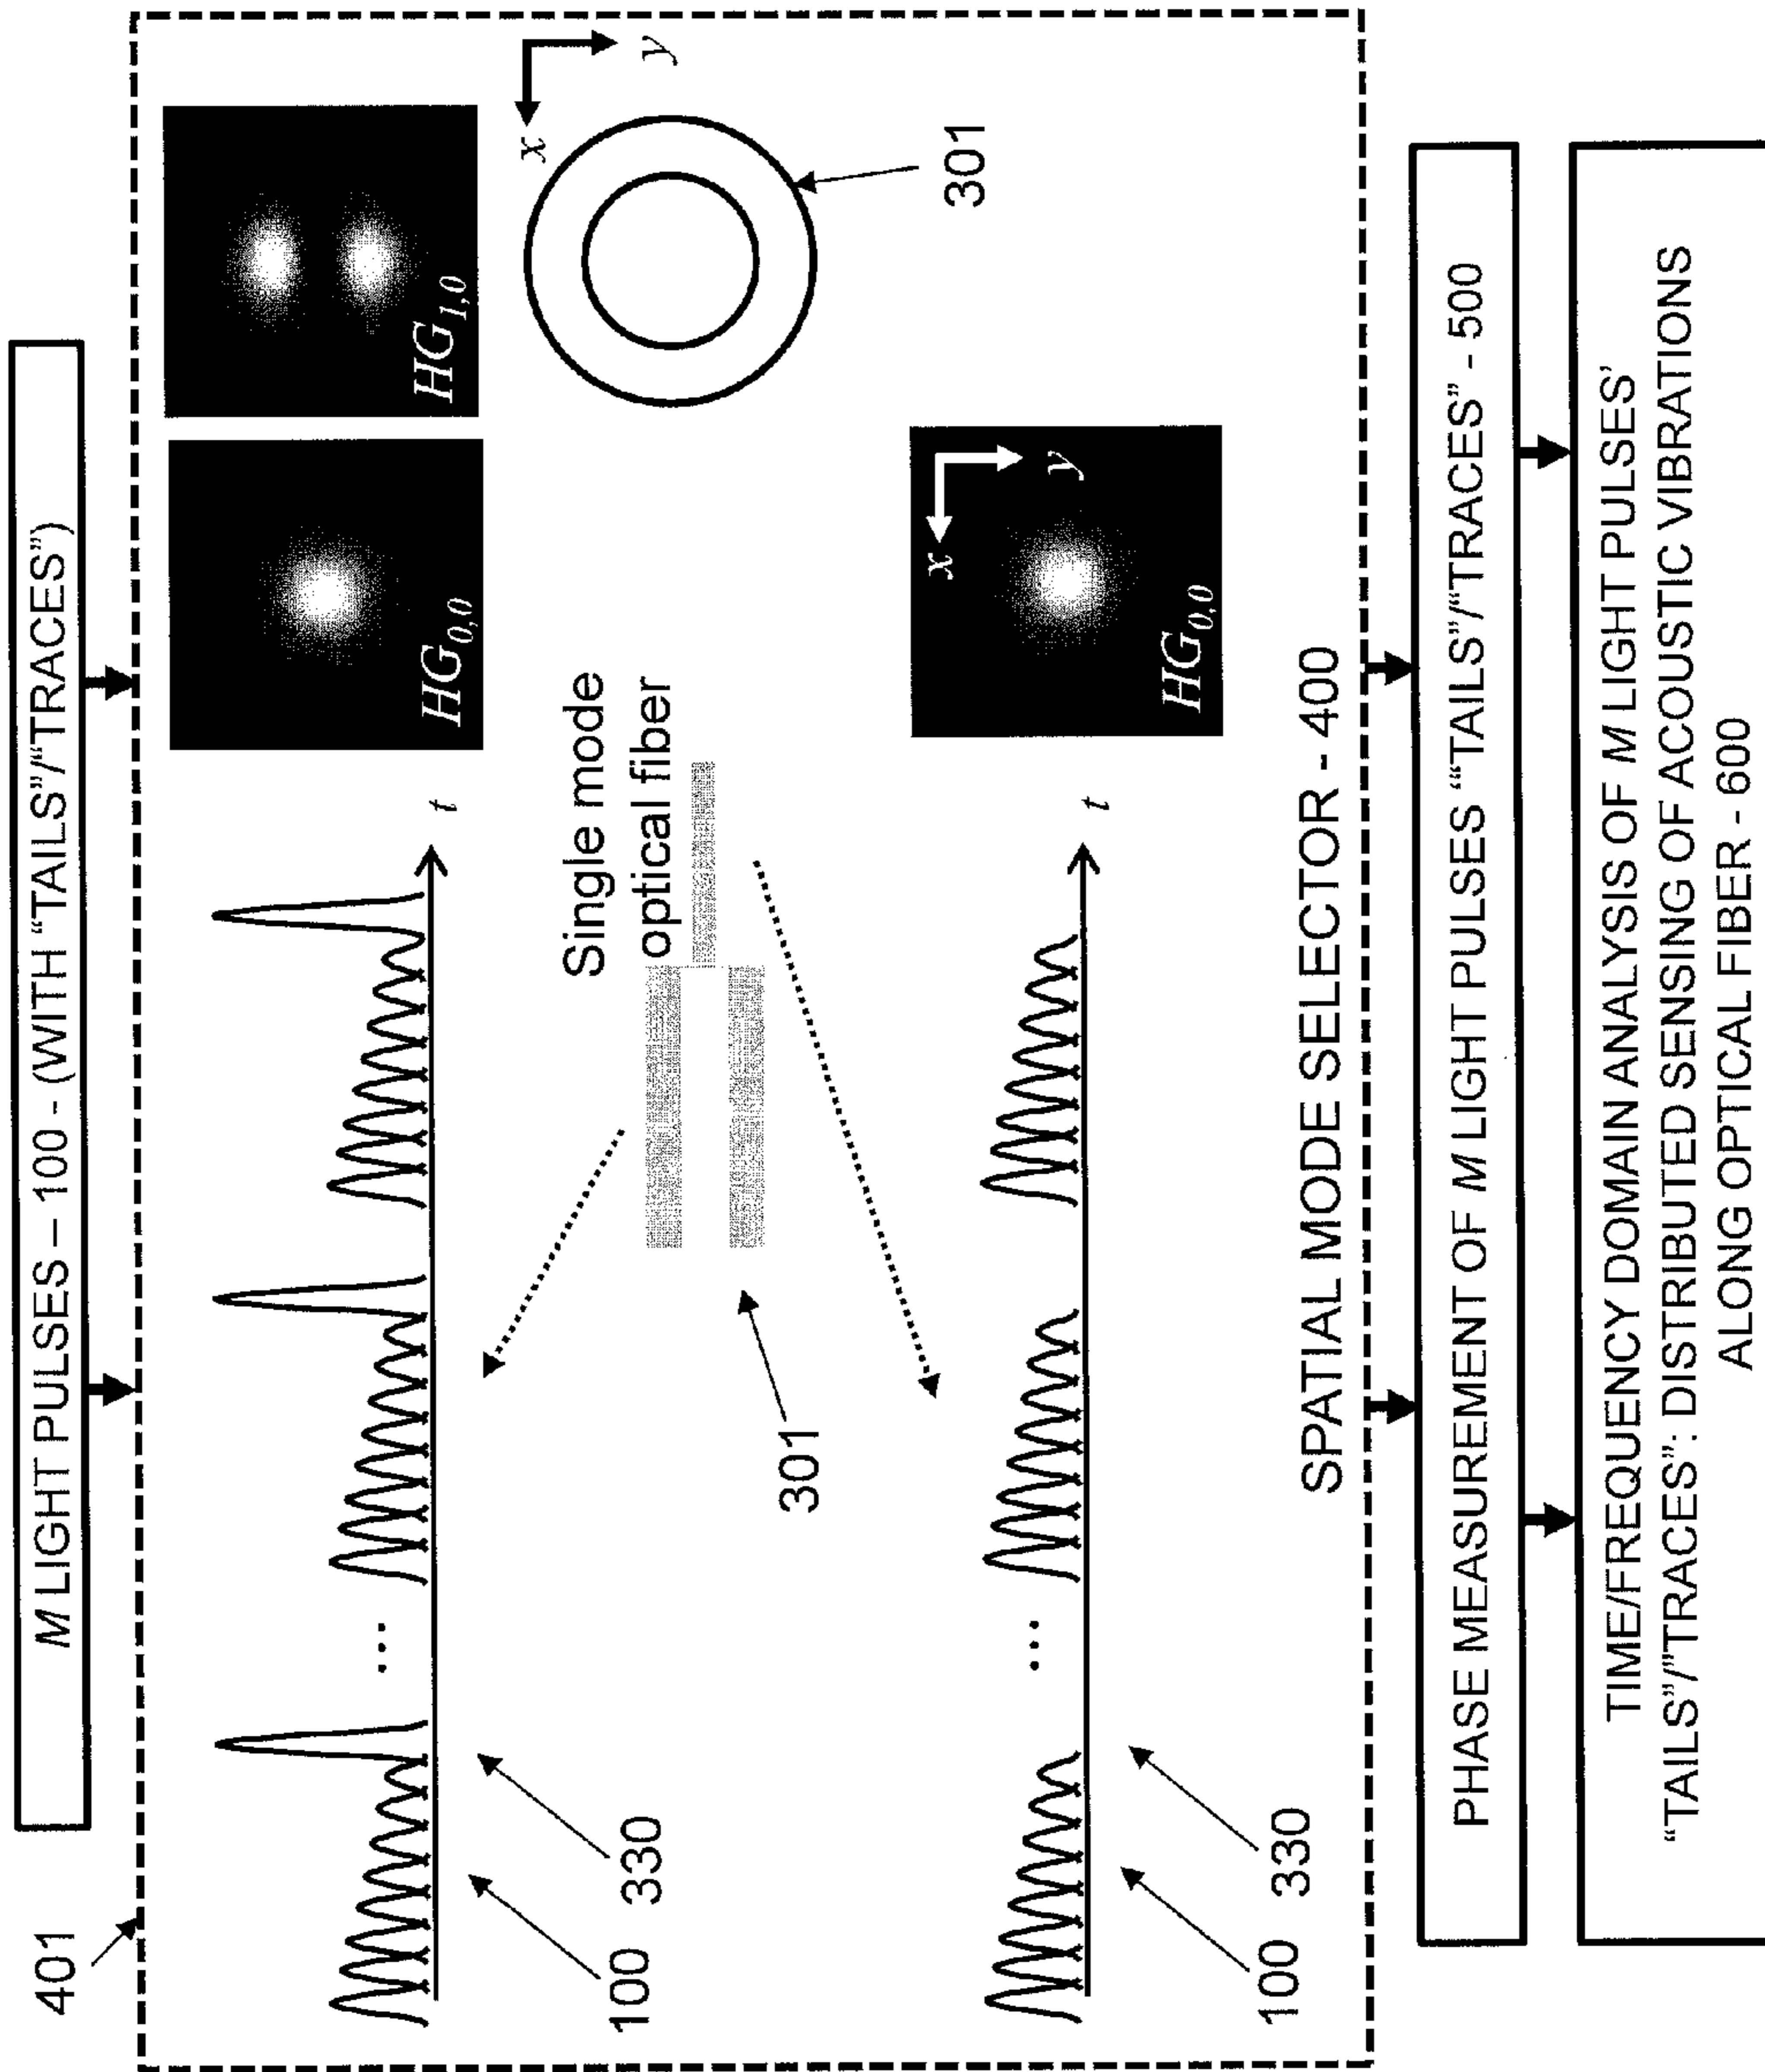 M LIGHT PULSES – 100 - (WITH “TAILS”/“TRACES”)
401
HG0,0
HG1,0
t
100
330
Single mode
optical fiber
301
x
y
301
t
100
330
x
y
HG0,0
SPATIAL MODE SELECTOR - 400
PHASE MEASUREMENT OF M LIGHT PULSES “TAILS”/“TRACES” - 500
TIME/FREQUENCY DOMAIN ANALYSIS OF M LIGHT PULSES’
“TAILS”/”TRACES”: DISTRIBUTED SENSING OF ACOUSTIC VIBRATIONS
ALONG OPTICAL FIBER - 600